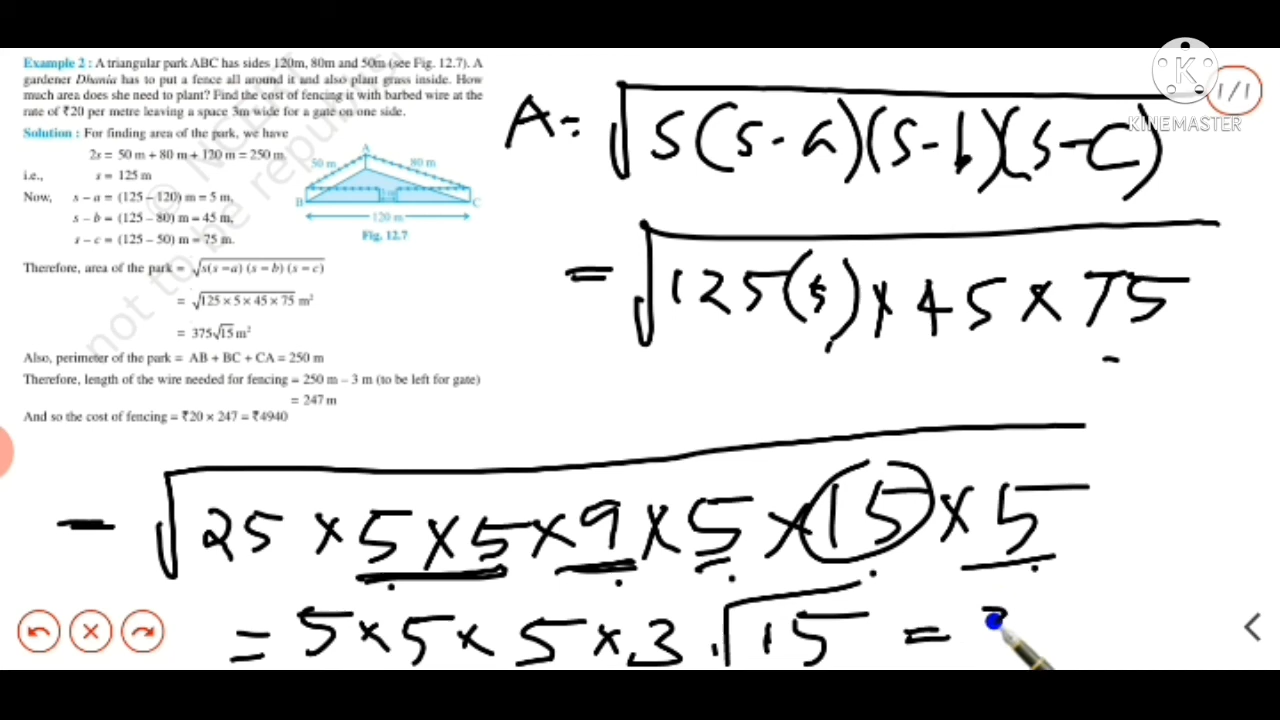 Example 2 : A triangular park ABC has sides 120m, 80m and 50m (see Fig. 12.7). A
gardener Dhania has to put a fence all around it and also plant grass inside. How
much area does she need to plant? Find the cost of fencing it with barbed wire at the
rate of ₹20 per metre leaving a space 3m wide for a gate on one side.
Solution : For finding area of the park, we have
2s = 50 m + 80 m + 120 m = 250 m.
i.e., s = 125 m
Now, s – a = (125 – 120) m = 5 m,
s – b = (125 – 80) m = 45 m,
s – c = (125 – 50) m = 75 m.
A
50 m
80 m
B
C
120 m
Fig. 12.7
Therefore, area of the park = √s(s – a) (s – b) (s – c)
= √125 × 5 × 45 × 75 m²
= 375√15 m²
Also, perimeter of the park = AB + BC + CA = 250 m
Therefore, length of the wire needed for fencing = 250 m – 3 m (to be left for gate)
= 247 m
And so the cost of fencing = ₹20 × 247 = ₹4940
not to be republ
© NC
K
KINEMASTER
1/1
A = √s(s-a)(s-b)(s-c)
= √125(5) × 45 × 75
- √25 × 5 × 5 × 9 × 5 × 15 × 5
= 5 × 5 × 5 × 3 √15 =